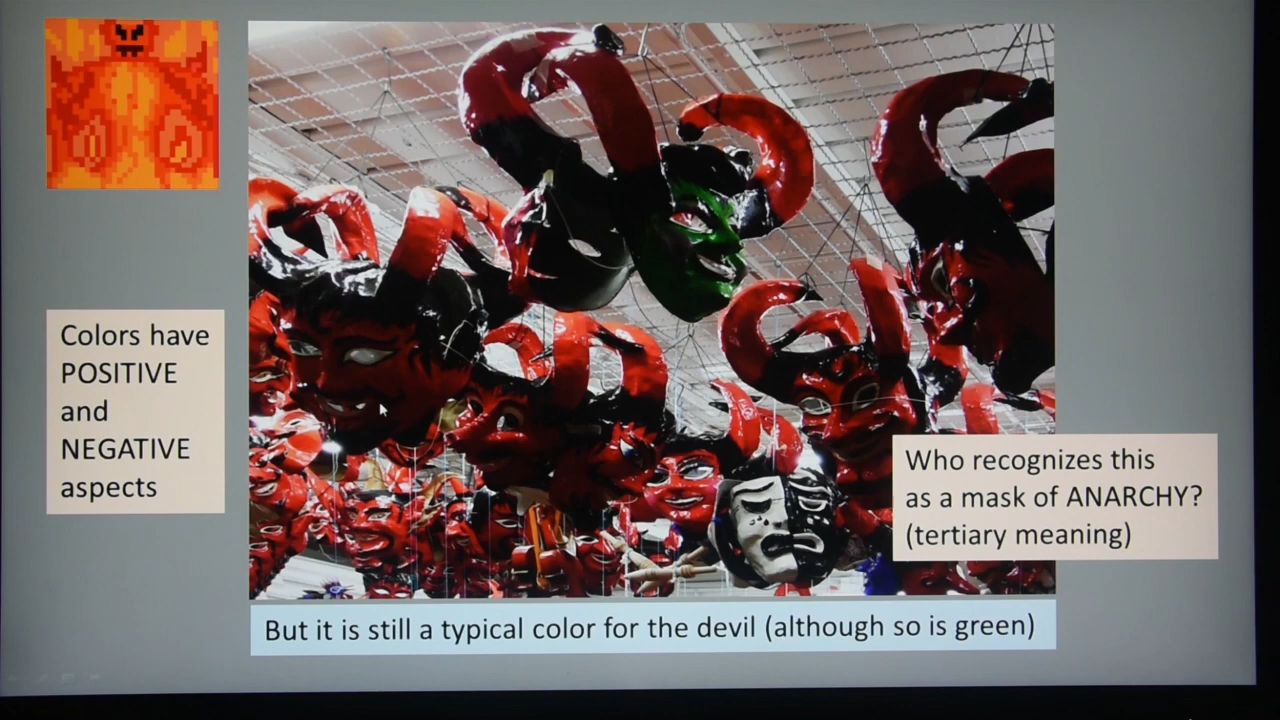 Colors have
POSITIVE
and
NEGATIVE
aspects
Who recognizes this
as a mask of ANARCHY?
(tertiary meaning)
But it is still a typical color for the devil (although so is green)